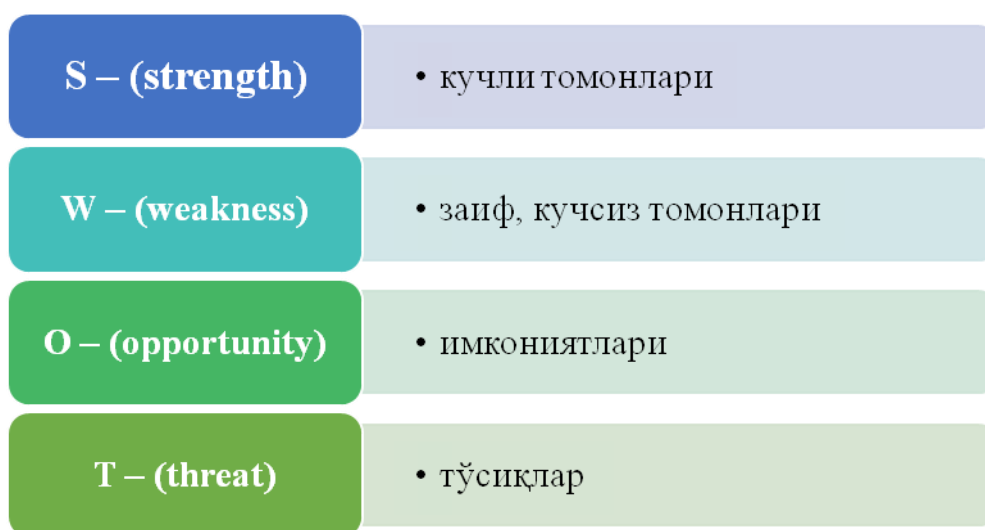 S – (strength)
• кучли томонлари
W – (weakness)
• заиф, кучсиз томонлари
O – (opportunity)
• имкониятлари
T – (threat)
• тўсиқлар